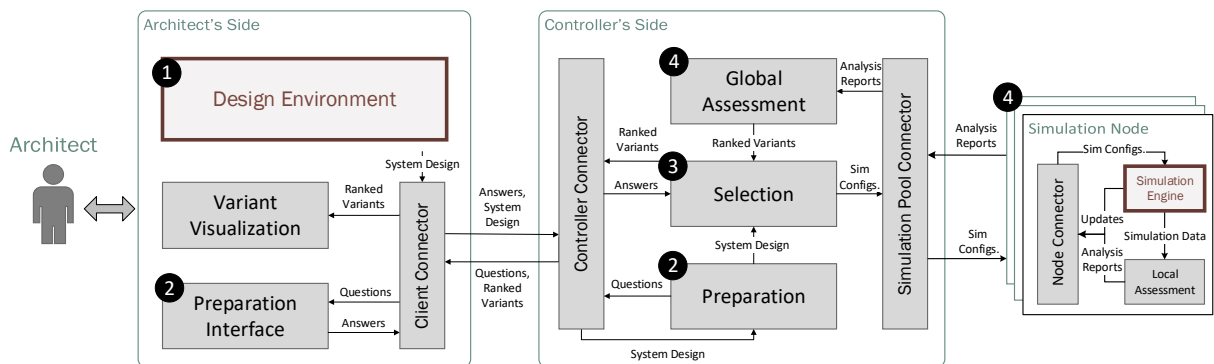 Architect's Side
Controller's Side
1
Design Environment
System Design
Architect
Variant
Visualization
Ranked
Variants
Client Connector
2
Preparation
Interface
Questions
Answers
Answers,
System
Design
Questions,
Ranked
Variants
Controller Connector
4
Global
Assessment
Analysis
Reports
Ranked Variants
Ranked
Variants
Answers
3
Selection
Sim
Configs.
System Design
2
Preparation
Questions
System Design
Simulation Pool Connector
Analysis
Reports
Sim
Configs.
4
Simulation Node
Sim Configs.
Node Connector
Simulation
Engine
Updates
Simulation Data
Analysis
Reports
Local
Assessment